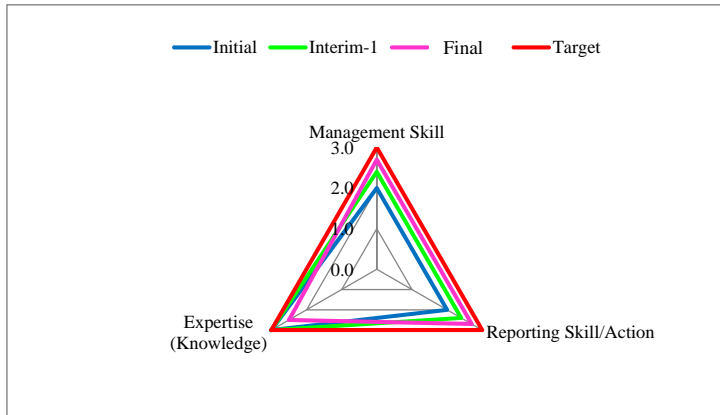 Initial Interim-1 Final Target
Management Skill
3.0
2.0
1.0
0.0
Expertise
(Knowledge)
Reporting Skill/Action